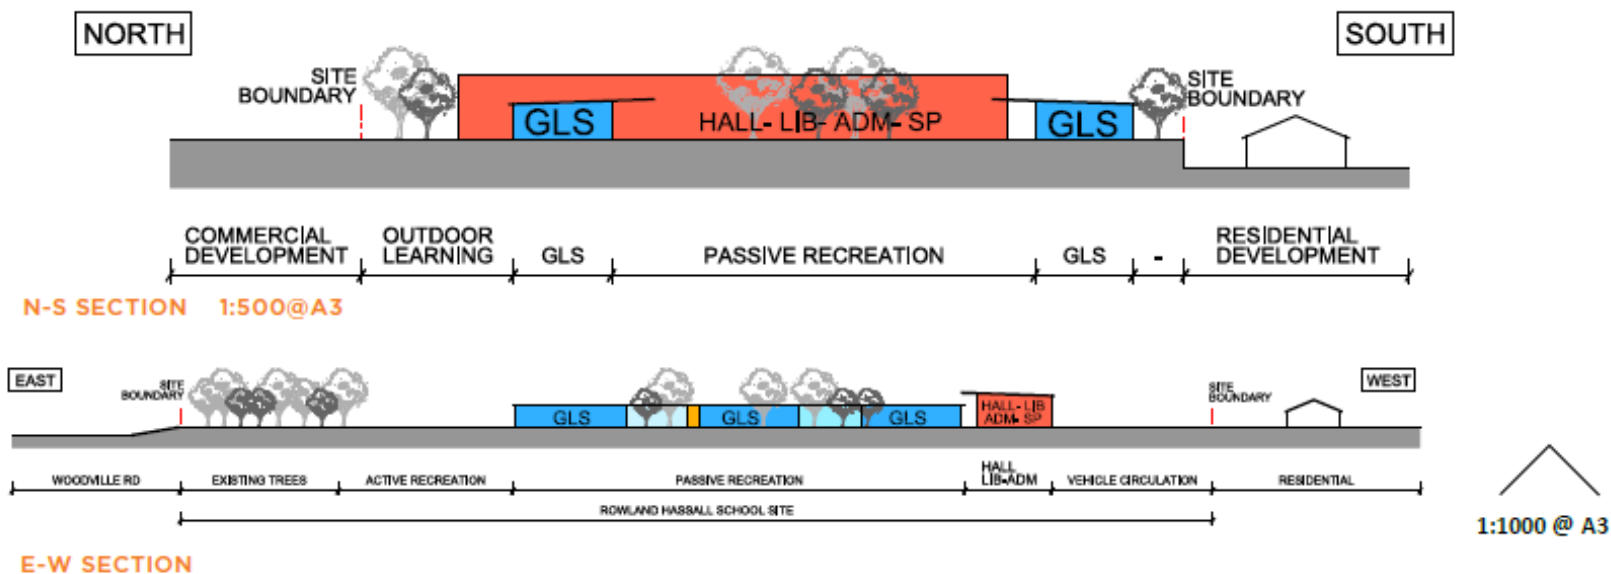 NORTH
SOUTH
SITE
BOUNDARY
SITE
BOUNDARY
GLS
HALL- LIB- ADM- SP
GLS
COMMERCIAL
DEVELOPMENT
OUTDOOR
LEARNING
GLS
PASSIVE RECREATION
GLS
-
RESIDENTIAL
DEVELOPMENT
N-S SECTION 1:500@A3
EAST
SITE
BOUNDARY
SITE
BOUNDARY
WEST
GLS
GLS
GLS
HALL- LIB
ADM- SP
WOODVILLE RD
EXISTING TREES
ACTIVE RECREATION
PASSIVE RECREATION
HALL
LIB-ADM
VEHICLE CIRCULATION
RESIDENTIAL
ROWLAND HASSALL SCHOOL SITE
1:1000 @ A3
E-W SECTION